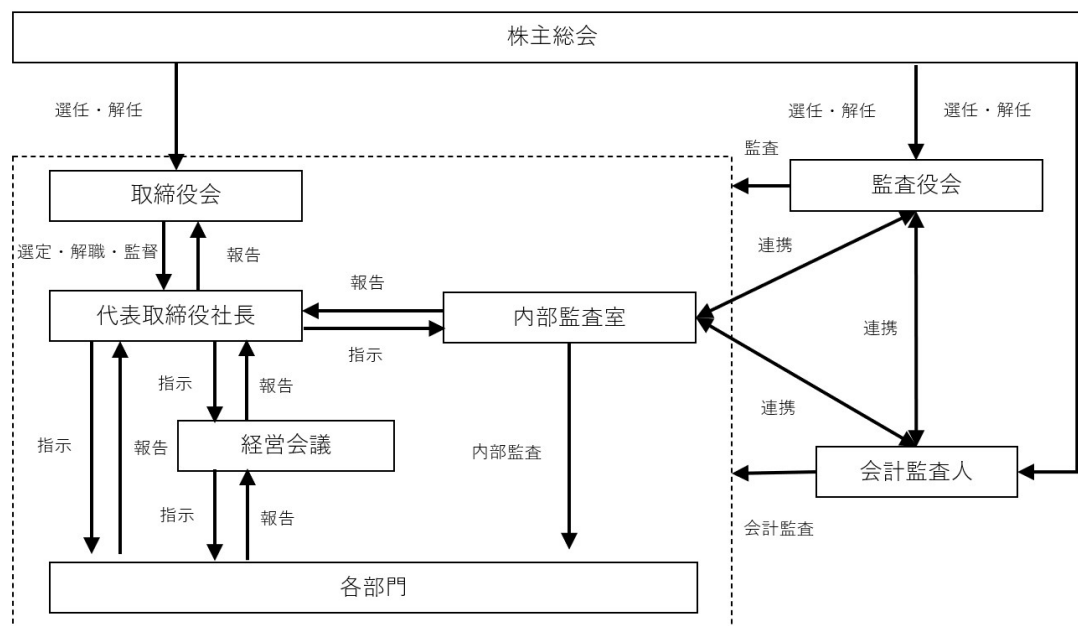 株主総会
選任・解任
選任・解任
選任・解任
監査
取締役会
監査役会
選定・解職・監督
報告
連携
報告
代表取締役社長
内部監査室
連携
指示
指示
報告
連携
指示
報告
経営会議
内部監査
会計監査人
指示
報告
会計監査
各部門